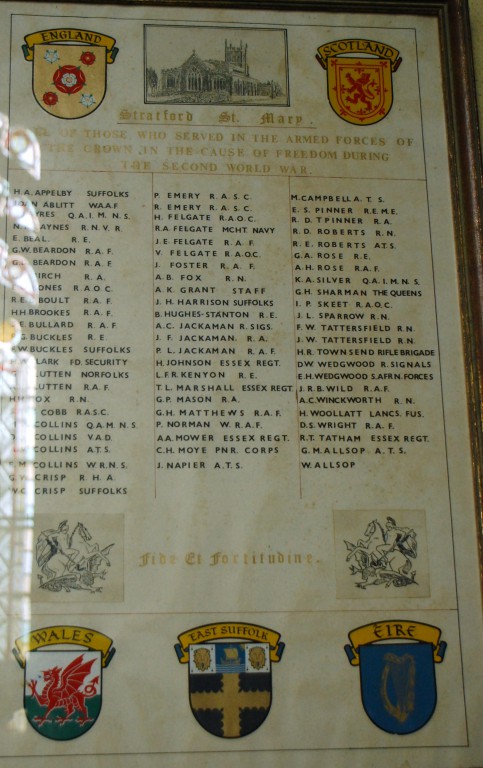 ENGLAND
SCOTLAND
Stratford St. Mary
OF THOSE WHO SERVED IN THE ARMED FORCES OF
THE CROWN IN THE CAUSE OF FREEDOM DURING
THE SECOND WORLD WAR.
H.A. APPELBY SUFFOLKS
JOHN ABLITT W.A.A.F
Q.A.I.M.N.S.
R.N.V.R.
E. BEAL. R.E.
G.W. BEARDON R.A.F.
BEARDON R.A.F.
R.A.
R.A.O.C.
R.A.F.
H.H. BROOKES R.A.F.
BULLARD R.A.F
BUCKLES R.E.
BUCKLES SUFFOLKS
FD. SECURITY
NORFOLKS
R.A.F.
R.N.
COBB R.A.S.C.
COLLINS Q.A.M.N.S.
COLLINS V.A.D.
COLLINS A.T.S.
COLLINS W.R.N.S.
CRISP R.H.A.
CRISP SUFFOLKS
P. EMERY R.A.S.C.
R. EMERY R.A.S.C.
H. FELGATE R.A.O.C.
R.A. FELGATE MCHT. NAVY
J.E. FELGATE R.A.F.
V. FELGATE R.A.O.C.
J. FOSTER R.A.F.
A.B. FOX R.N.
A.K. GRANT STAFF
J.H. HARRISON SUFFOLKS
B. HUGHES-STANTON R.E.
A.C. JACKAMAN R. SIGS.
J.F. JACKAMAN. R.A.
P.L. JACKAMAN R.A.F.
H. JOHNSON ESSEX REGT.
L.F.R. KENYON R.E.
T.L. MARSHALL ESSEX REGT.
G.P. MASON R.A.
G.H. MATTHEWS R.A.F.
P. NORMAN W.R.A.F.
A.A. MOWER ESSEX REGT.
C.H. MOYE PNR. CORPS
J. NAPIER A.T.S.
M. CAMPBELL A.T.S.
E.S. PINNER R.E.M.E.
R.D. TPINNER R.A.
R.D. ROBERTS R.N.
R.E. ROBERTS A.T.S.
G.A. ROSE R.E.
A.H. ROSE R.A.F.
K.A. SILVER Q.A.I.M.N.S.
G.H. SHARMAN THE QUEENS
I.P. SKEET R.A.O.C.
J.L. SPARROW R.N.
F.W. TATTERSFIELD R.N.
J.W. TATTERSFIELD R.N.
H.R. TOWNSEND RIFLE BRIGADE
D.W. WEDGWOOD R. SIGNALS
E.H. WEDGWOOD S. AFRN. FORCES
J.R.B. WILD R.A.F.
A.C. WINCKWORTH R.N.
H. WOOLLATT LANCS. FUS.
D.S. WRIGHT R.A.F.
R.T. TATHAM ESSEX REGT.
G.M. ALLSOP A.T.S.
W. ALLSOP
Fide Et Fortitudine.
WALES
EAST SUFFOLK
ÉIRE